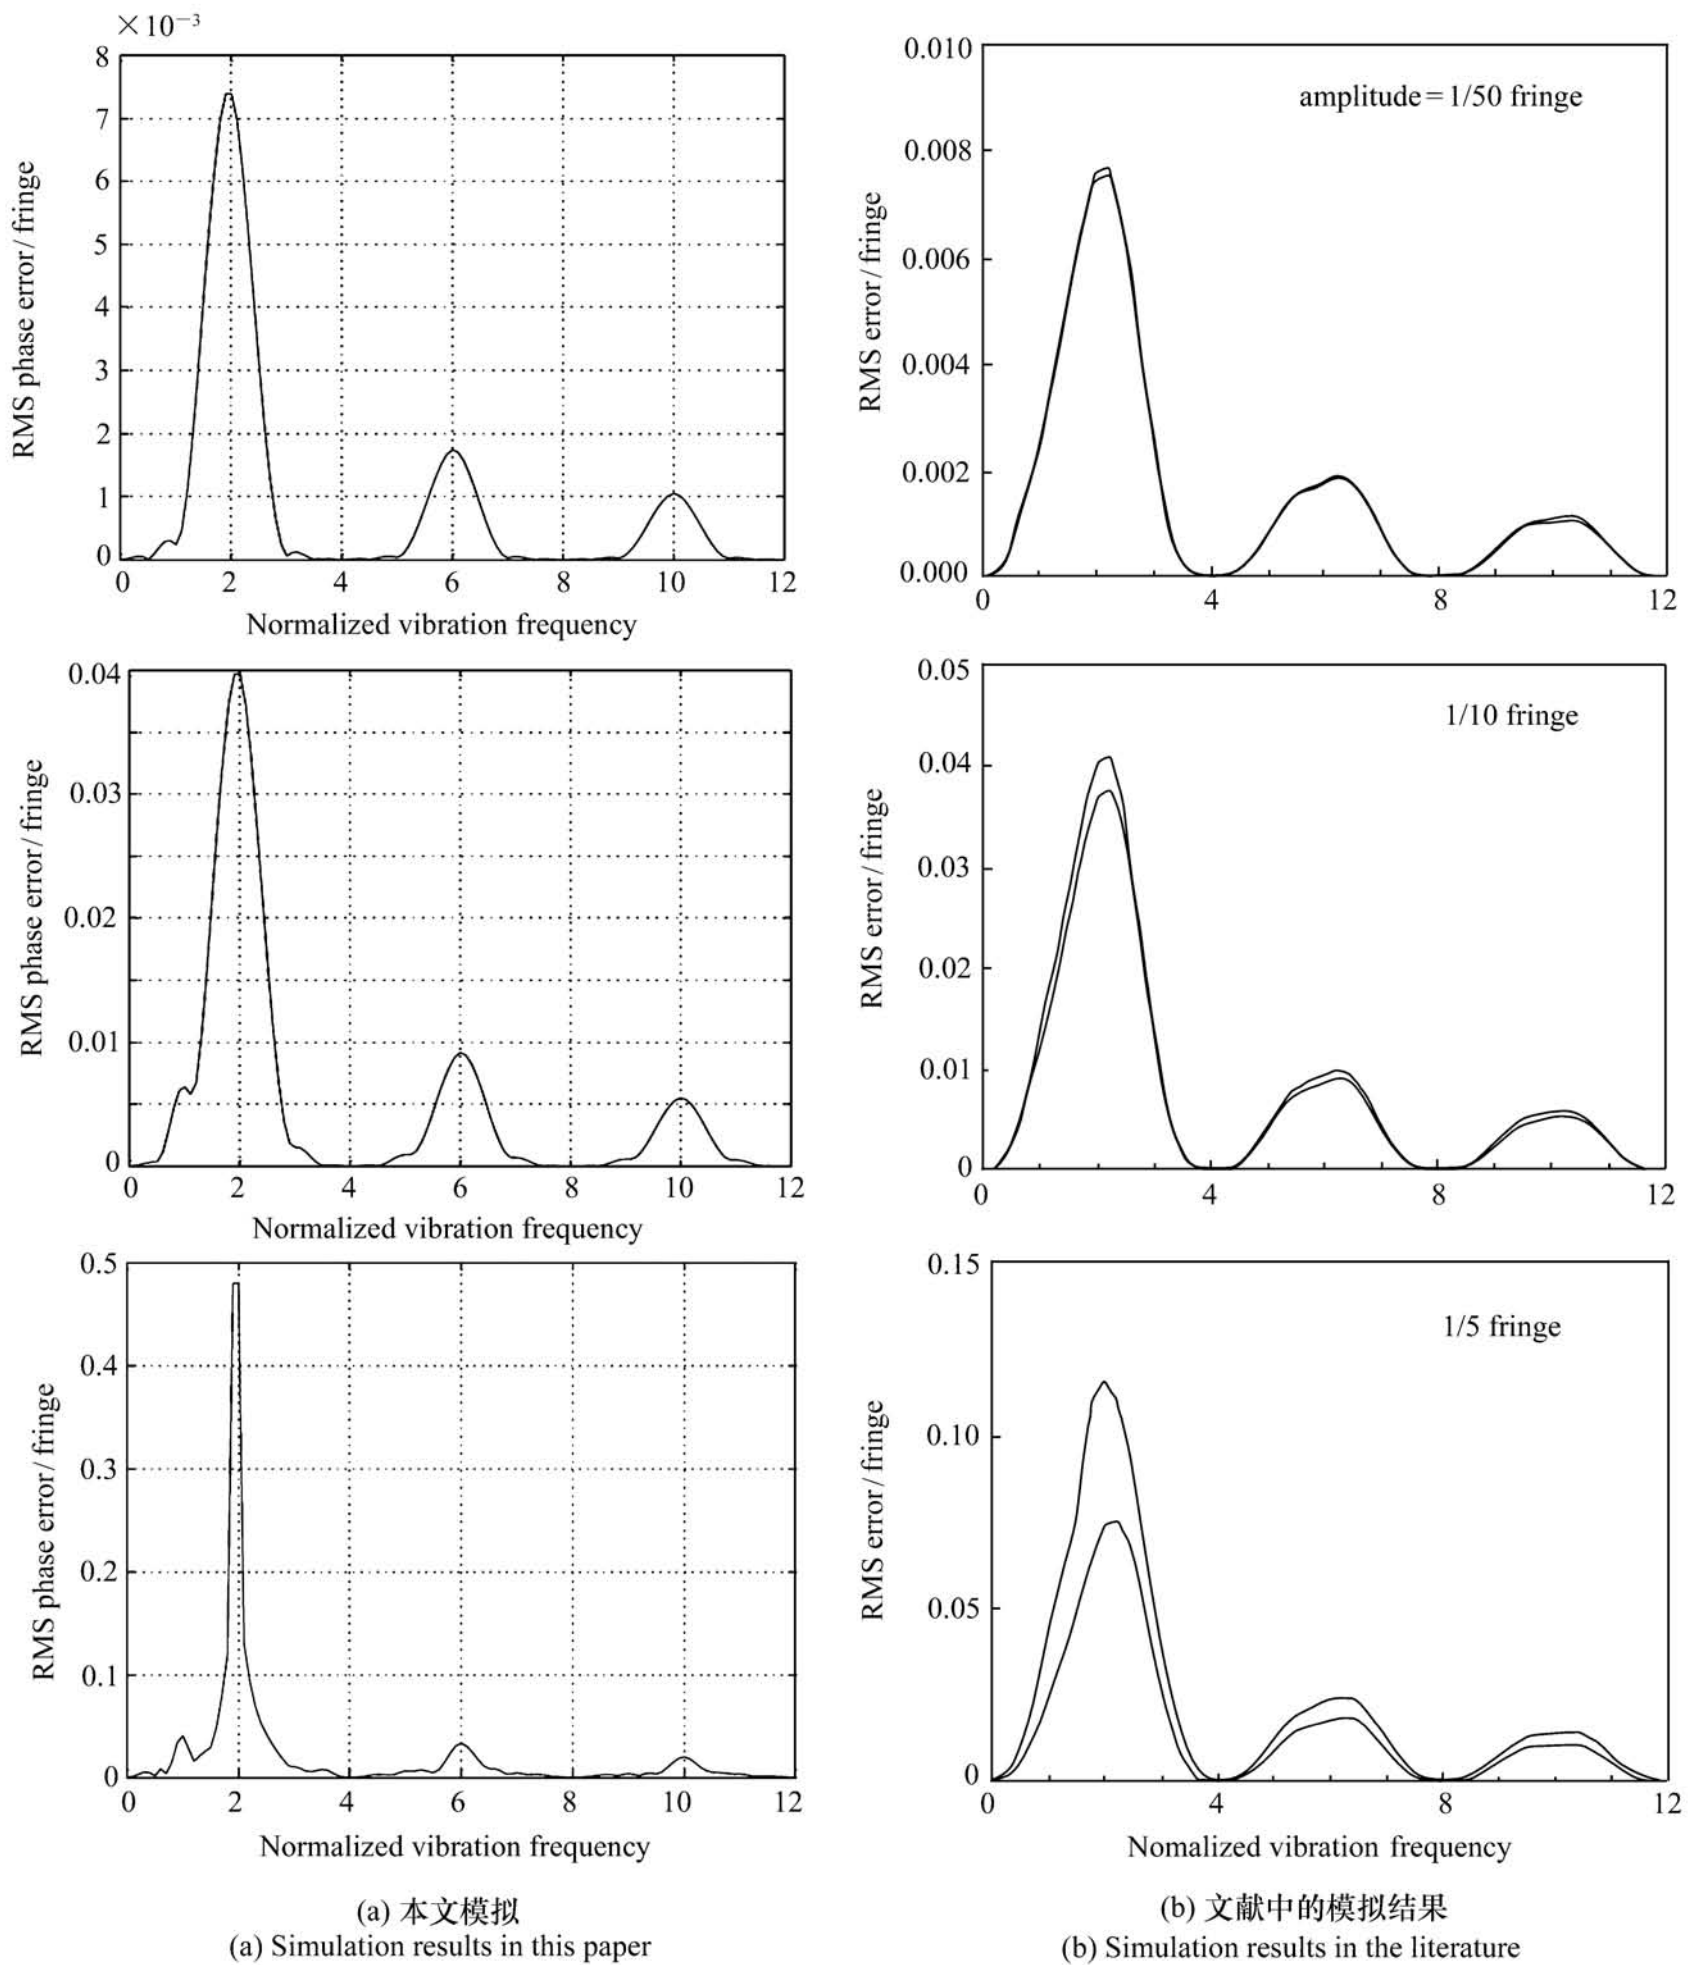 ×10⁻³
8
7
6
5
4
3
2
1
0
RMS phase error/fringe
0 2 4 6 8 10 12
Normalized vibration frequency
0.010
0.008
0.006
0.004
0.002
0.000
RMS error/fringe
amplitude=1/50 fringe
0 4 8 12
0.04
0.03
0.02
0.01
0
RMS phase error/fringe
0 2 4 6 8 10 12
Normalized vibration frequency
0.05
0.04
0.03
0.02
0.01
0
RMS error/fringe
1/10 fringe
0 4 8 12
0.5
0.4
0.3
0.2
0.1
0
RMS phase error/fringe
0 2 4 6 8 10 12
Normalized vibration frequency
(a) 本文模拟
(a) Simulation results in this paper
0.15
0.10
0.05
0
RMS error/fringe
1/5 fringe
0 4 8 12
Nomalized vibration frequency
(b) 文献中的模拟结果
(b) Simulation results in the literature